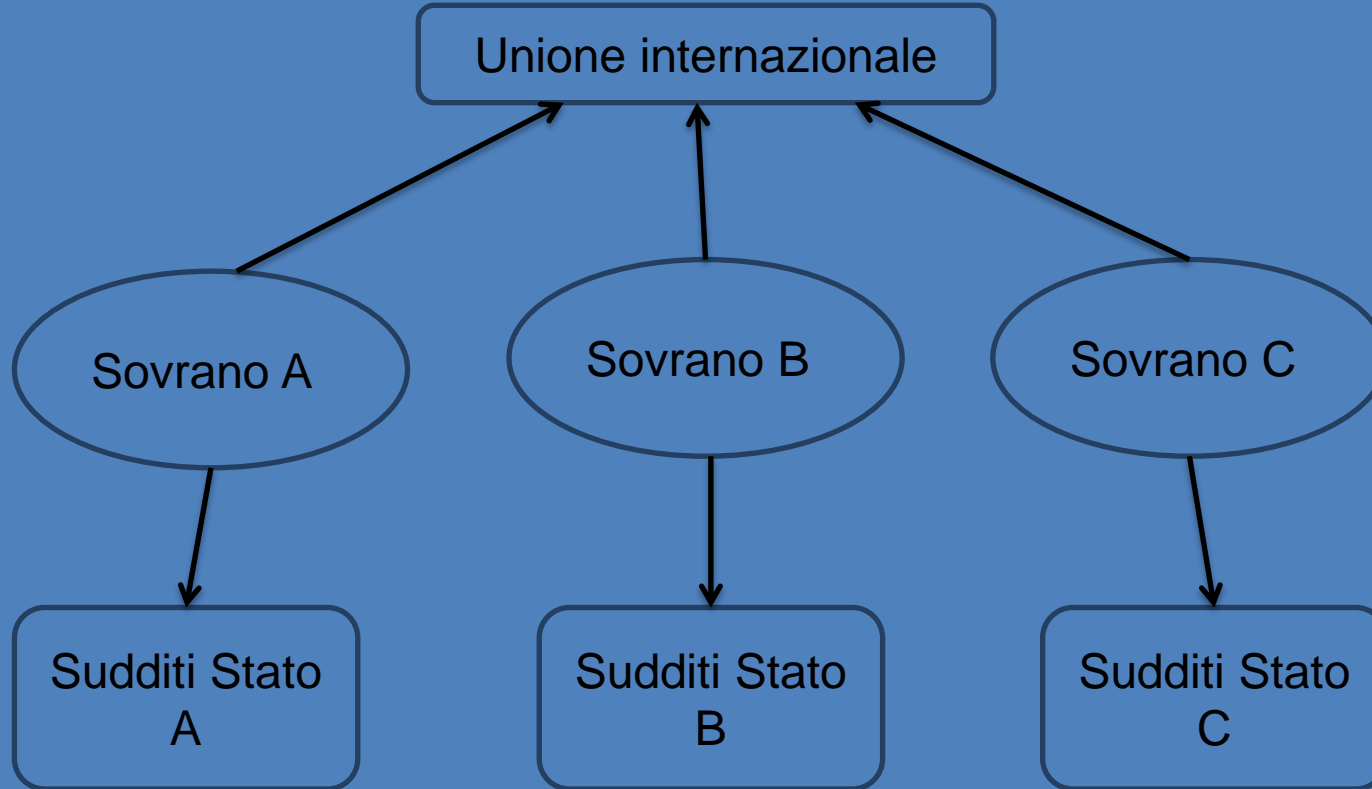 Unione internazionale
Sovrano A
Sovrano B
Sovrano C
Sudditi Stato
A
Sudditi Stato
B
Sudditi Stato
C